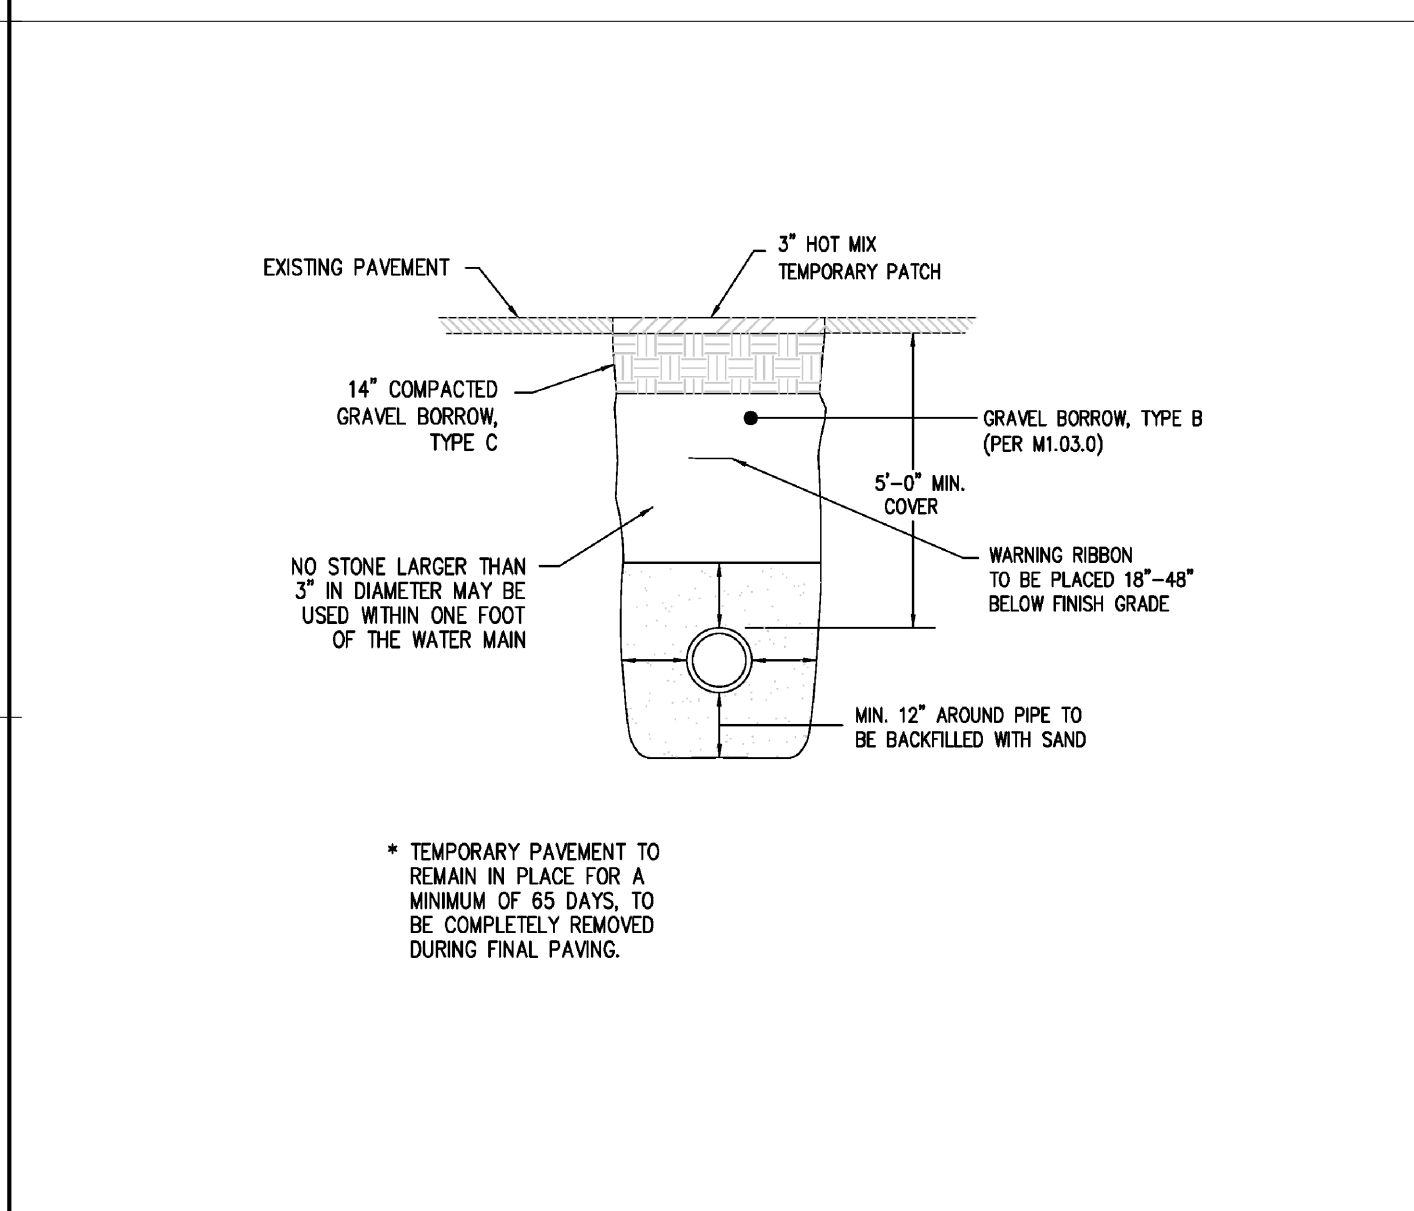 3" HOT MIX
TEMPORARY PATCH
EXISTING PAVEMENT
14" COMPACTED
GRAVEL BORROW,
TYPE C
GRAVEL BORROW, TYPE B
(PER M1.03.0)
5'-0" MIN.
COVER
WARNING RIBBON
TO BE PLACED 18"-48"
BELOW FINISH GRADE
NO STONE LARGER THAN
3" IN DIAMETER MAY BE
USED WITHIN ONE FOOT
OF THE WATER MAIN
MIN. 12" AROUND PIPE TO
BE BACKFILLED WITH SAND
* TEMPORARY PAVEMENT TO
REMAIN IN PLACE FOR A
MINIMUM OF 65 DAYS, TO
BE COMPLETELY REMOVED
DURING FINAL PAVING.